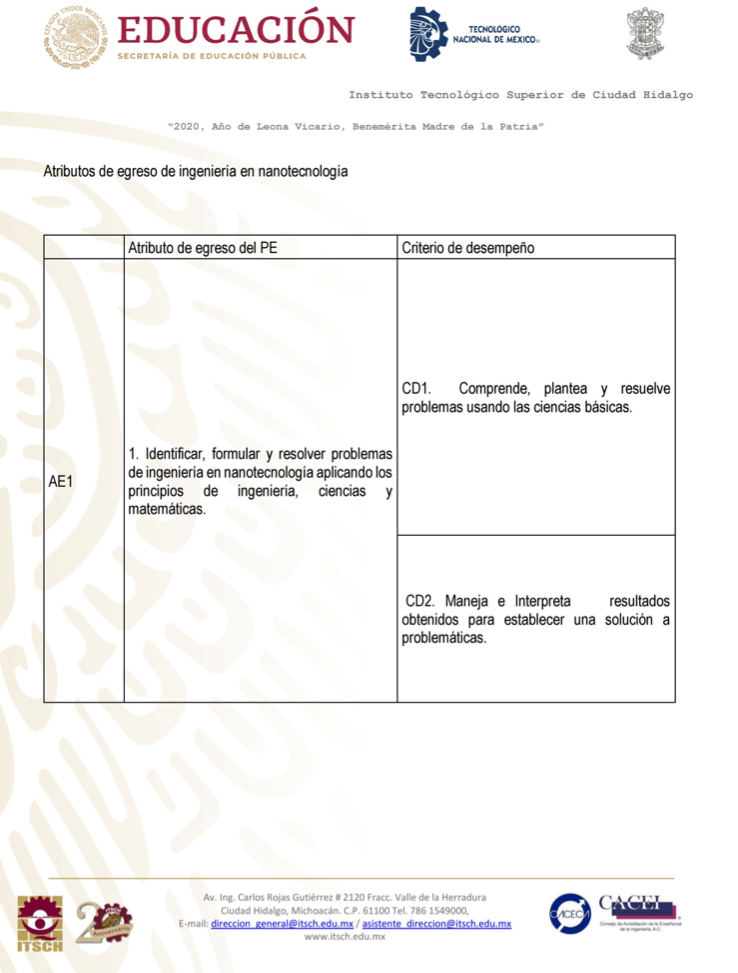 ESTADOS UNIDOS MEXICANOS
EDUCACIÓN
SECRETARÍA DE EDUCACIÓN PÚBLICA
TECNOLÓGICO
NACIONAL DE MÉXICO
Instituto Tecnológico Superior de Ciudad Hidalgo
"2020, Año de Leona Vicario, Benemérita Madre de la Patria"
Atributos de egreso de ingeniería en nanotecnología
Atributo de egreso del PE
Criterio de desempeño
AE1
1. Identificar, formular y resolver problemas
de ingeniería en nanotecnología aplicando los
principios de ingeniería, ciencias y
matemáticas.
CD1. Comprende, plantea y resuelve
problemas usando las ciencias básicas.
CD2. Maneja e Interpreta resultados
obtenidos para establecer una solución a
problemáticas.
Av. Ing. Carlos Rojas Gutiérrez # 2120 Fracc. Valle de la Herradura
Ciudad Hidalgo, Michoacán. C.P. 61100 Tel. 786 1549000,
E-mail: direccion_general@itsch.edu.mx / asistente_direccion@itsch.edu.mx
www.itsch.edu.mx
ITSCH
20
Aniversario
CACECA
CACEI
Consejo de Acreditación de la Enseñanza
de la Ingeniería, A.C.